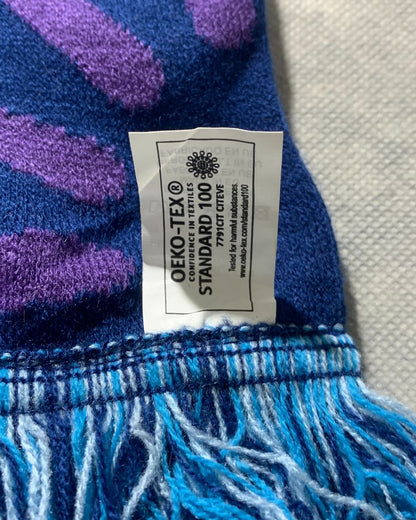 OEKO-TEX®
CONFIDENCE IN TEXTILES
STANDARD 100
7791CIT CITEVE
Tested for harmful substances.
www.oeko-tex.com/standard100